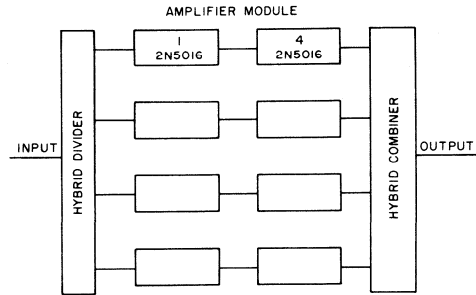 AMPLIFIER MODULE
1
2N5016
4
2N5016
INPUT
HYBRID DIVIDER
HYBRID COMBINER
OUTPUT